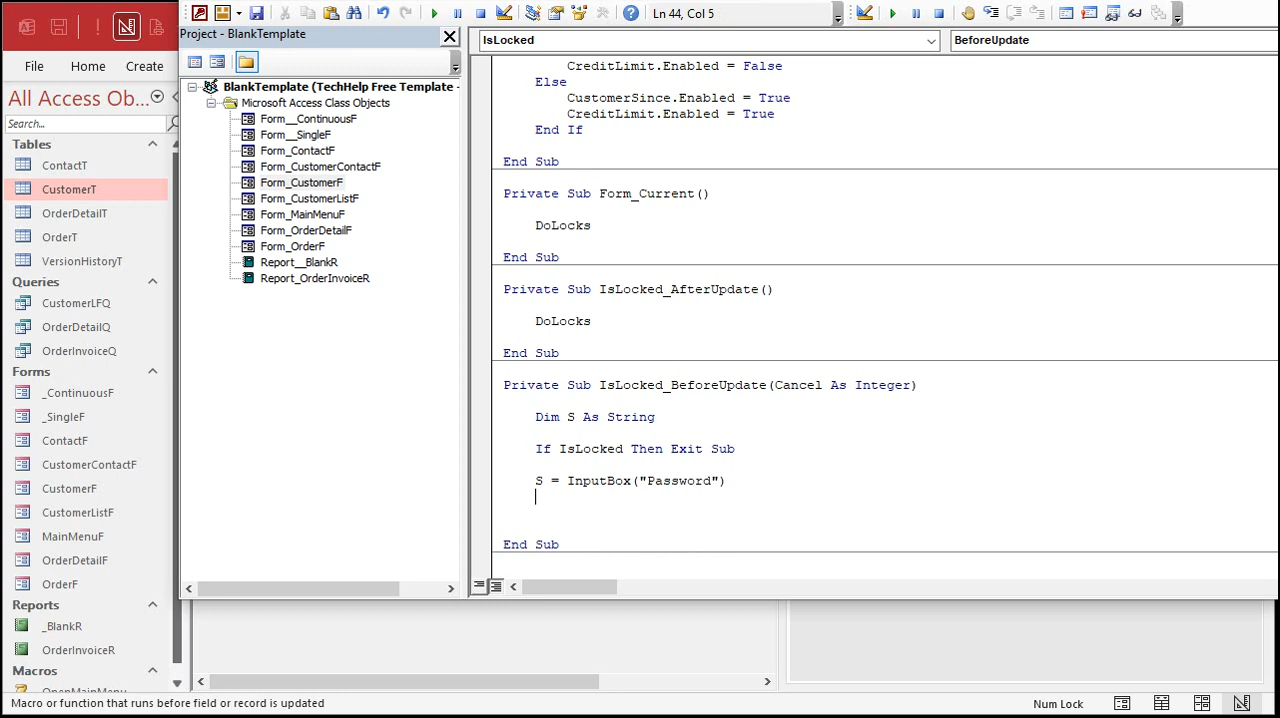 Ln 44, Col 5
Project - BlankTemplate
IsLocked
BeforeUpdate
File
Home
Create
All Access Ob...
Search...
Tables
ContactT
CustomerT
OrderDetailT
OrderT
VersionHistoryT
Queries
CustomerLFQ
OrderDetailQ
OrderInvoiceQ
Forms
_ContinuousF
_SingleF
ContactF
CustomerContactF
CustomerF
CustomerListF
MainMenuF
OrderDetailF
OrderF
Reports
_BlankR
OrderInvoiceR
Macros
OpenMainMenu
BlankTemplate (TechHelp Free Template -
Microsoft Access Class Objects
Form__ContinuousF
Form__SingleF
Form_ContactF
Form_CustomerContactF
Form_CustomerF
Form_CustomerListF
Form_MainMenuF
Form_OrderDetailF
Form_OrderF
Report__BlankR
Report_OrderInvoiceR
CreditLimit.Enabled = False
Else
CustomerSince.Enabled = True
CreditLimit.Enabled = True
End If
End Sub
Private Sub Form_Current()
DoLocks
End Sub
Private Sub IsLocked_AfterUpdate()
DoLocks
End Sub
Private Sub IsLocked_BeforeUpdate(Cancel As Integer)
Dim S As String
If IsLocked Then Exit Sub
S = InputBox("Password")
End Sub
Macro or function that runs before field or record is updated
Num Lock